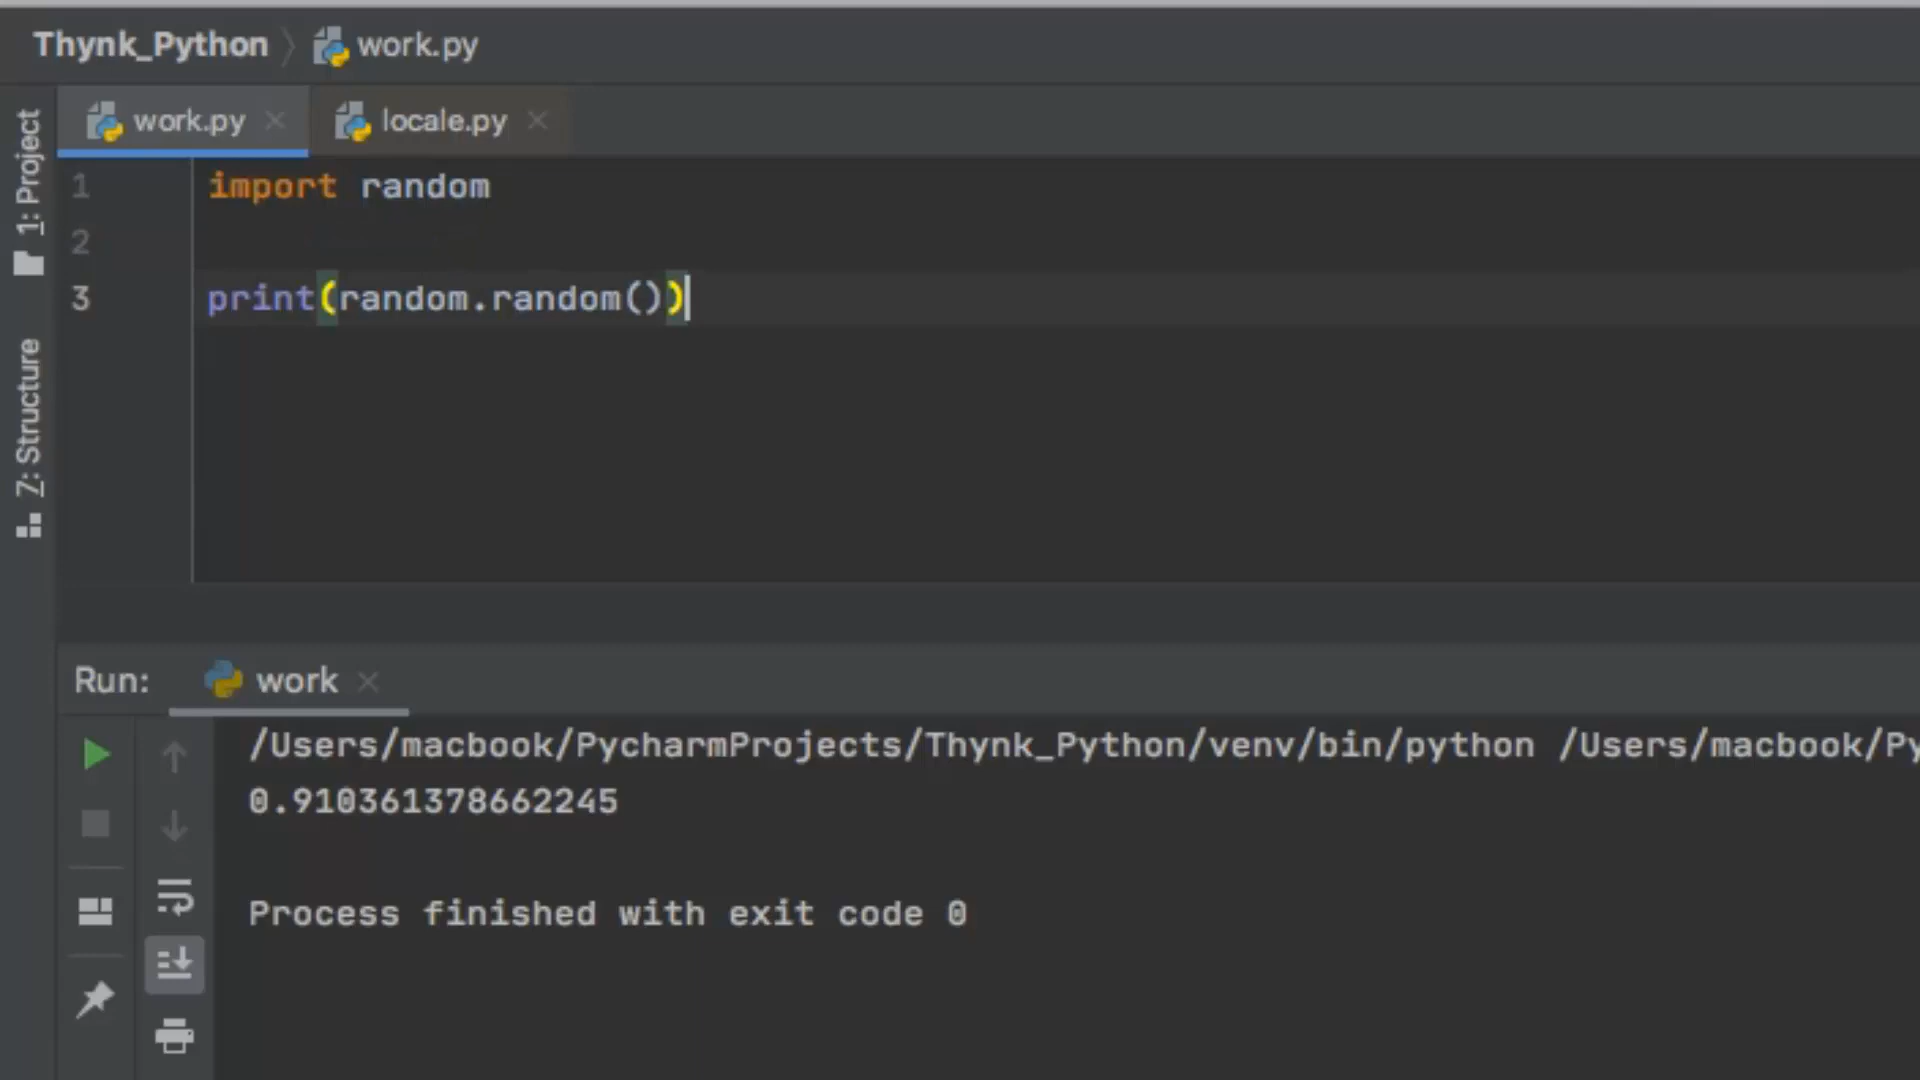 Thynk_Python work.py
work.py locale.py
1: Project
Z: Structure
1 import random
2
3 print(random.random())
Run: work
/Users/macbook/PycharmProjects/Thynk_Python/venv/bin/python /Users/macbook/Py
0.910361378662245
Process finished with exit code 0